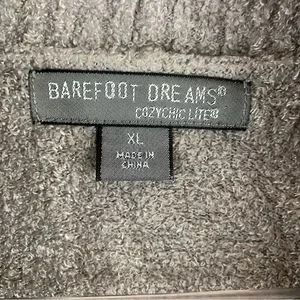 BAREFOOT DREAMS®
COZYCHIC LITE®
XL
MADE IN
CHINA